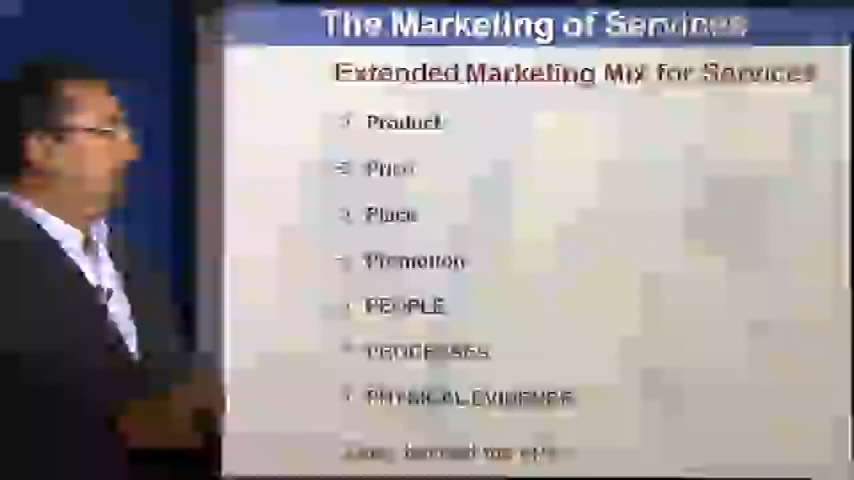 The Marketing of Services
Extended Marketing Mix for Services
Product
Price
Place
Promotion
PEOPLE
PROCESSES
PHYSICAL EVIDENCE